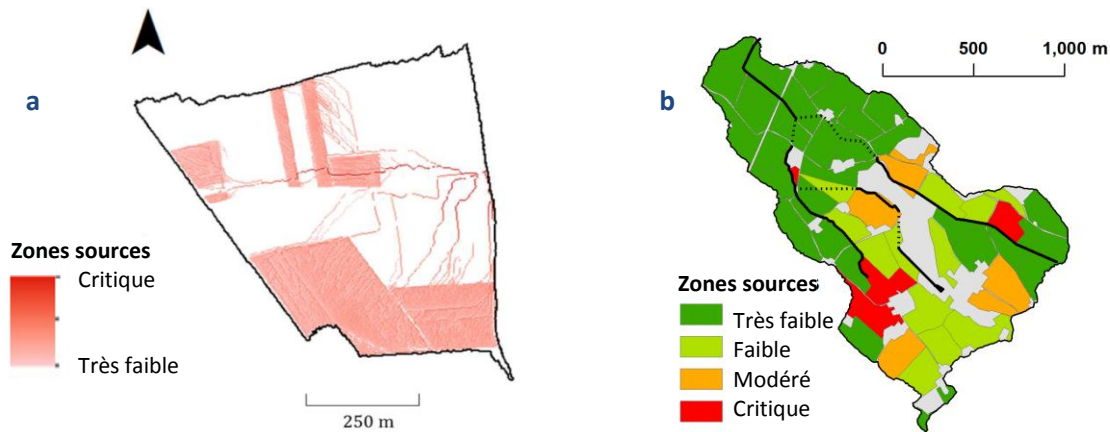 a
Zones sources
Critique
Très faible
250 m
b
0 500 1,000 m
Zones sources
Très faible
Faible
Modéré
Critique